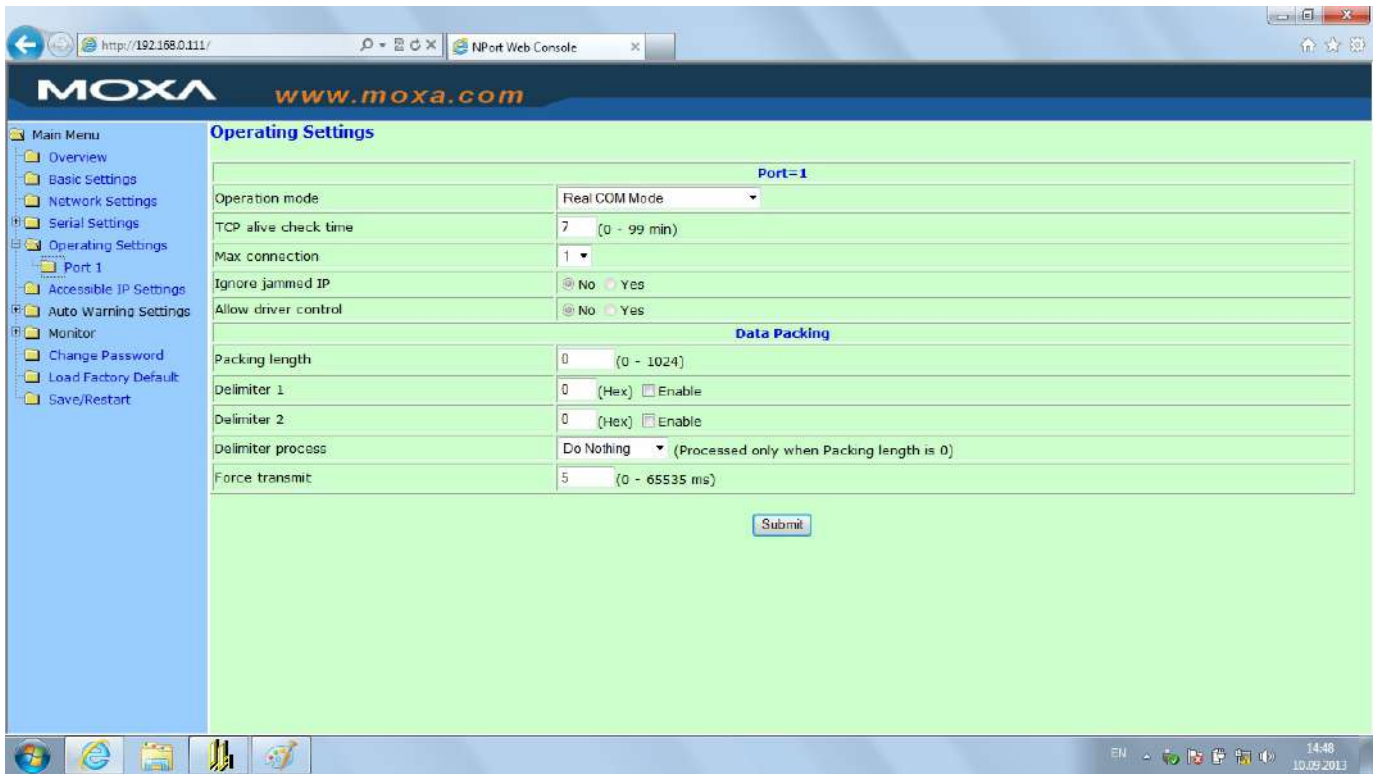 http://192.168.0.111/
NPort Web Console
MOXA www.moxa.com
Main Menu
Overview
Basic Settings
Network Settings
Serial Settings
Operating Settings
Port 1
Accessible IP Settings
Auto Warning Settings
Monitor
Change Password
Load Factory Default
Save/Restart
Operating Settings
Port=1
Operation mode Real COM Mode
TCP alive check time 7 (0 - 99 min)
Max connection 1
Ignore jammed IP No Yes
Allow driver control No Yes
Data Packing
Packing length 0 (0 - 1024)
Delimiter 1 0 (Hex) Enable
Delimiter 2 0 (Hex) Enable
Delimiter process Do Nothing (Processed only when Packing length is 0)
Force transmit 5 (0 - 65535 ms)
Submit
EN 14:48
10.09.2013